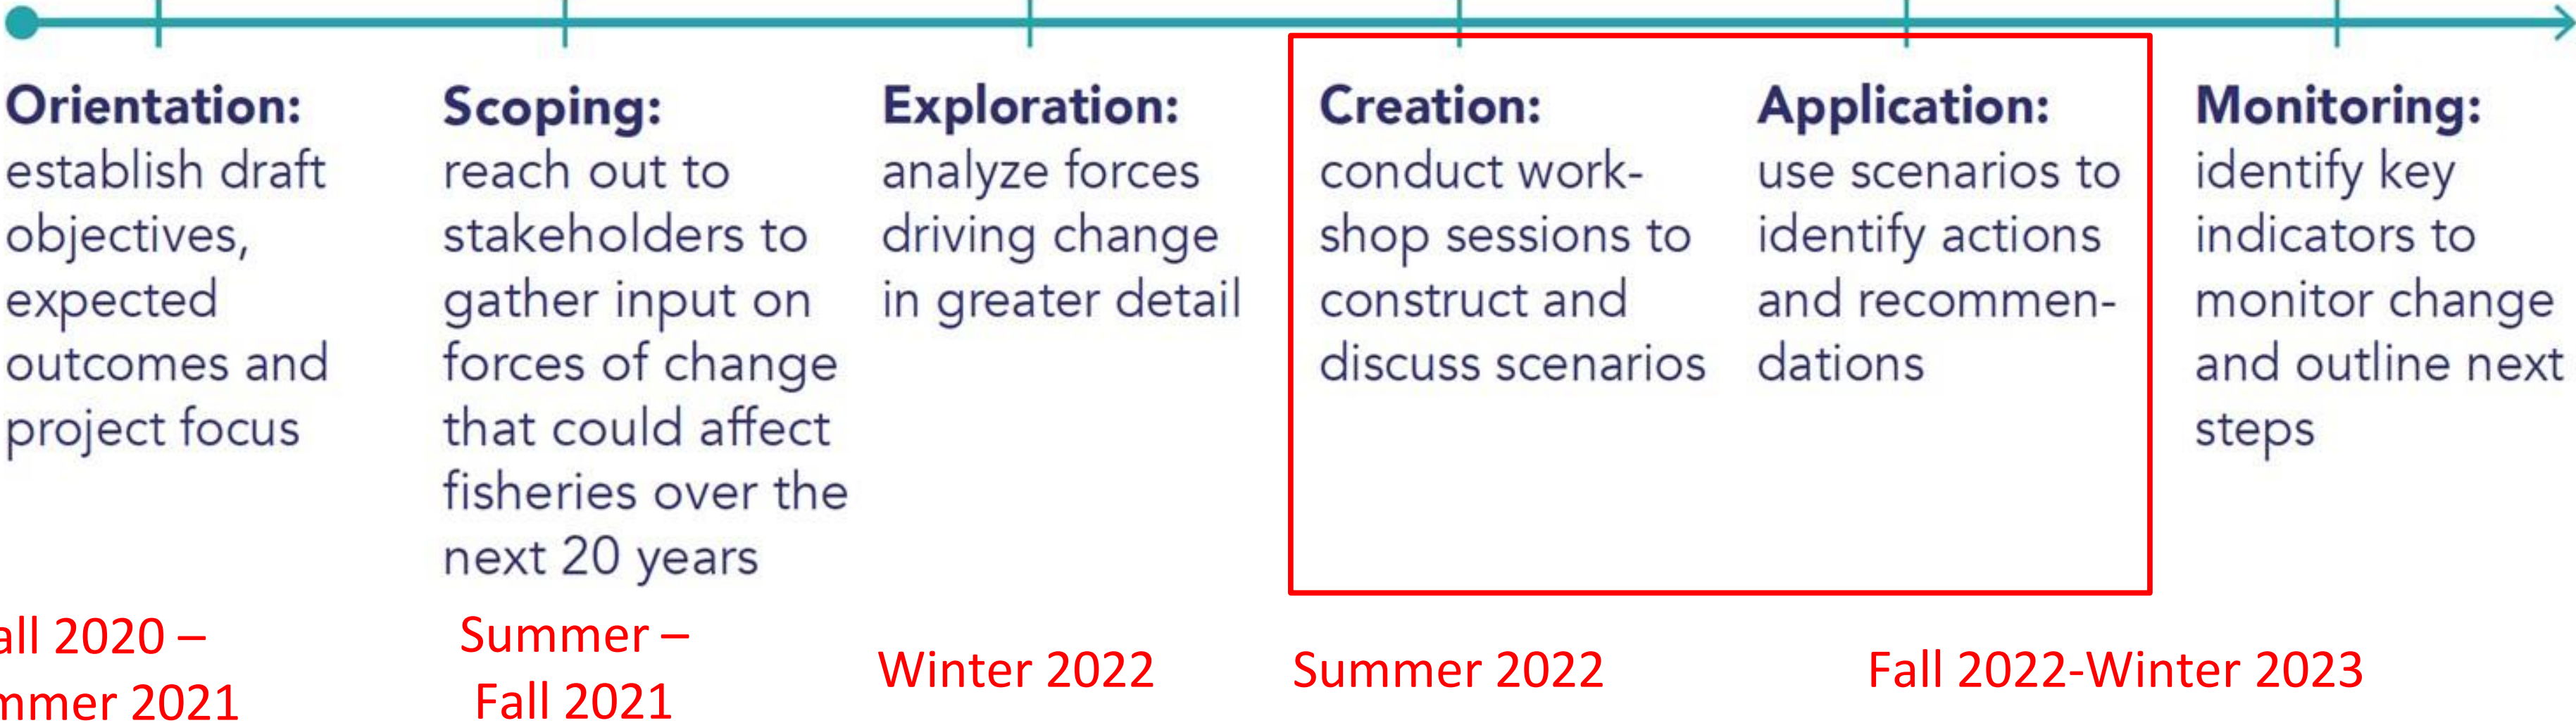 Orientation:
establish draft
objectives,
expected
outcomes and
project focus
Scoping:
reach out to
stakeholders to
gather input on
forces of change
that could affect
fisheries over the
next 20 years
Exploration:
analyze forces
driving change
in greater detail
Creation:
conduct work-
shop sessions to
construct and
discuss scenarios
Application:
use scenarios to
identify actions
and recommen-
dations
Monitoring:
identify key
indicators to
monitor change
and outline next
steps
all 2020 –
mmer 2021
Summer –
Fall 2021
Winter 2022
Summer 2022
Fall 2022-Winter 2023